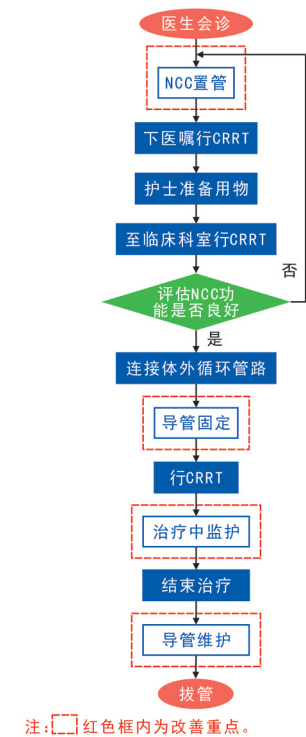 医生会诊
NCC置管
下医嘱行CRRT
护士准备用物
至临床科室行CRRT
否
评估NCC功
能是否良好
是
连接体外循环管路
导管固定
行CRRT
治疗中监护
结束治疗
导管维护
拔管
注:红色框内为改善重点。